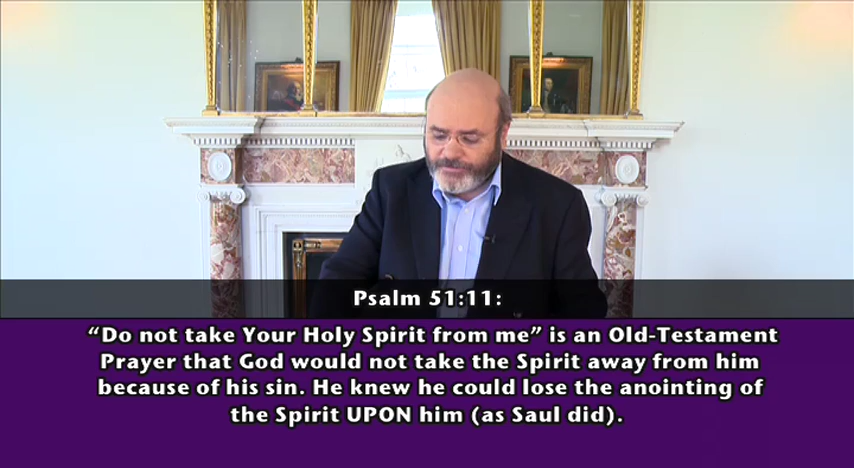 Psalm 51:11:
“Do not take Your Holy Spirit from me” is an Old-Testament
Prayer that God would not take the Spirit away from him
because of his sin. He knew he could lose the anointing of
the Spirit UPON him (as Saul did).